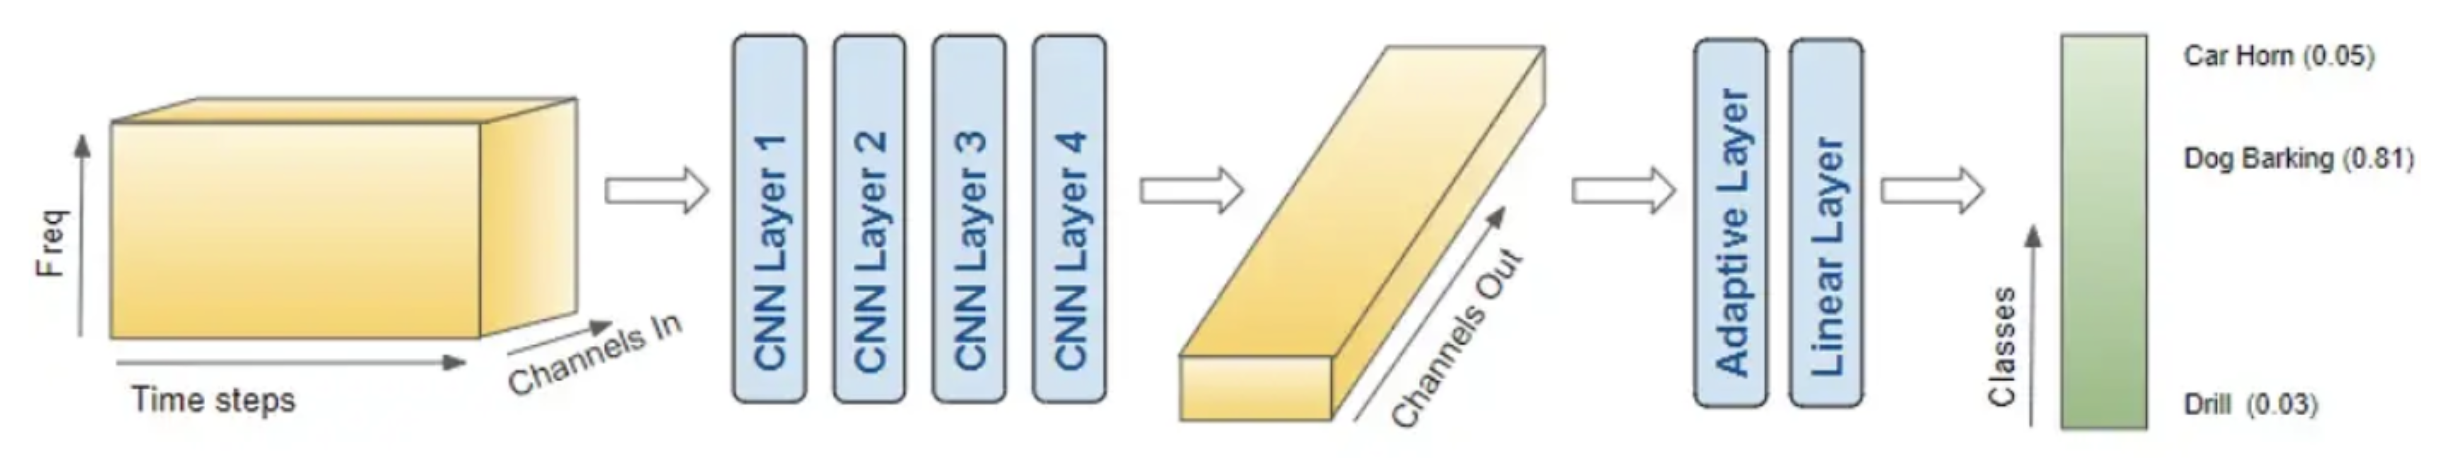 Freq
Time steps
Channels In
CNN Layer 1
CNN Layer 2
CNN Layer 3
CNN Layer 4
Channels Out
Adaptive Layer
Linear Layer
Classes
Car Horn (0.05)
Dog Barking (0.81)
Drill (0.03)